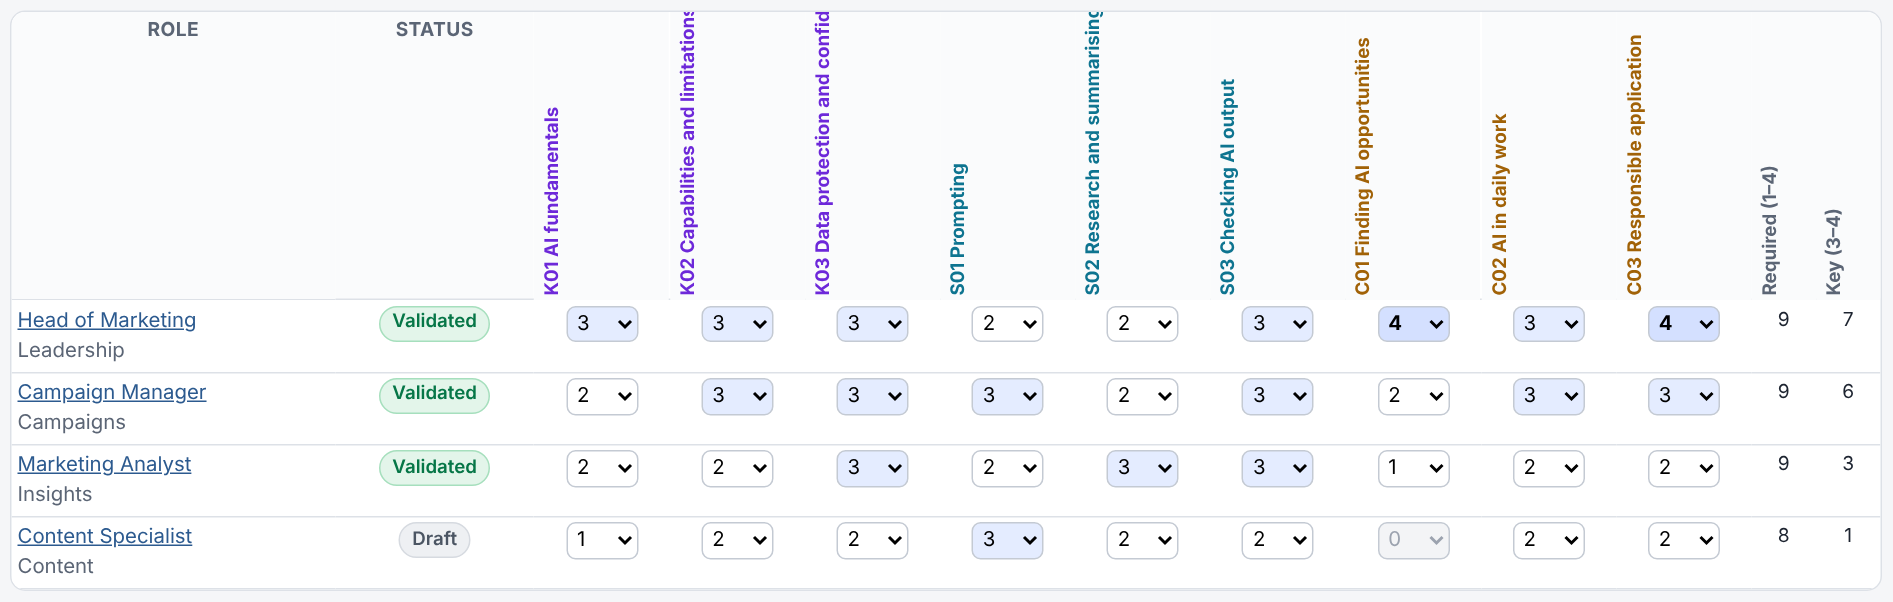 ROLE STATUS K01 AI fundamentals K02 Capabilities and limitations K03 Data protection and confid S01 Prompting S02 Research and summarising S03 Checking AI output C01 Finding AI opportunities C02 AI in daily work C03 Responsible application Required (1–4) Key (3–4)
Head of Marketing Validated 3 3 3 2 2 3 4 3 4 9 7
Leadership
Campaign Manager Validated 2 3 3 3 2 3 2 3 3 9 6
Campaigns
Marketing Analyst Validated 2 2 3 2 3 3 1 2 2 9 3
Insights
Content Specialist Draft 1 2 2 3 2 2 0 2 2 8 1
Content